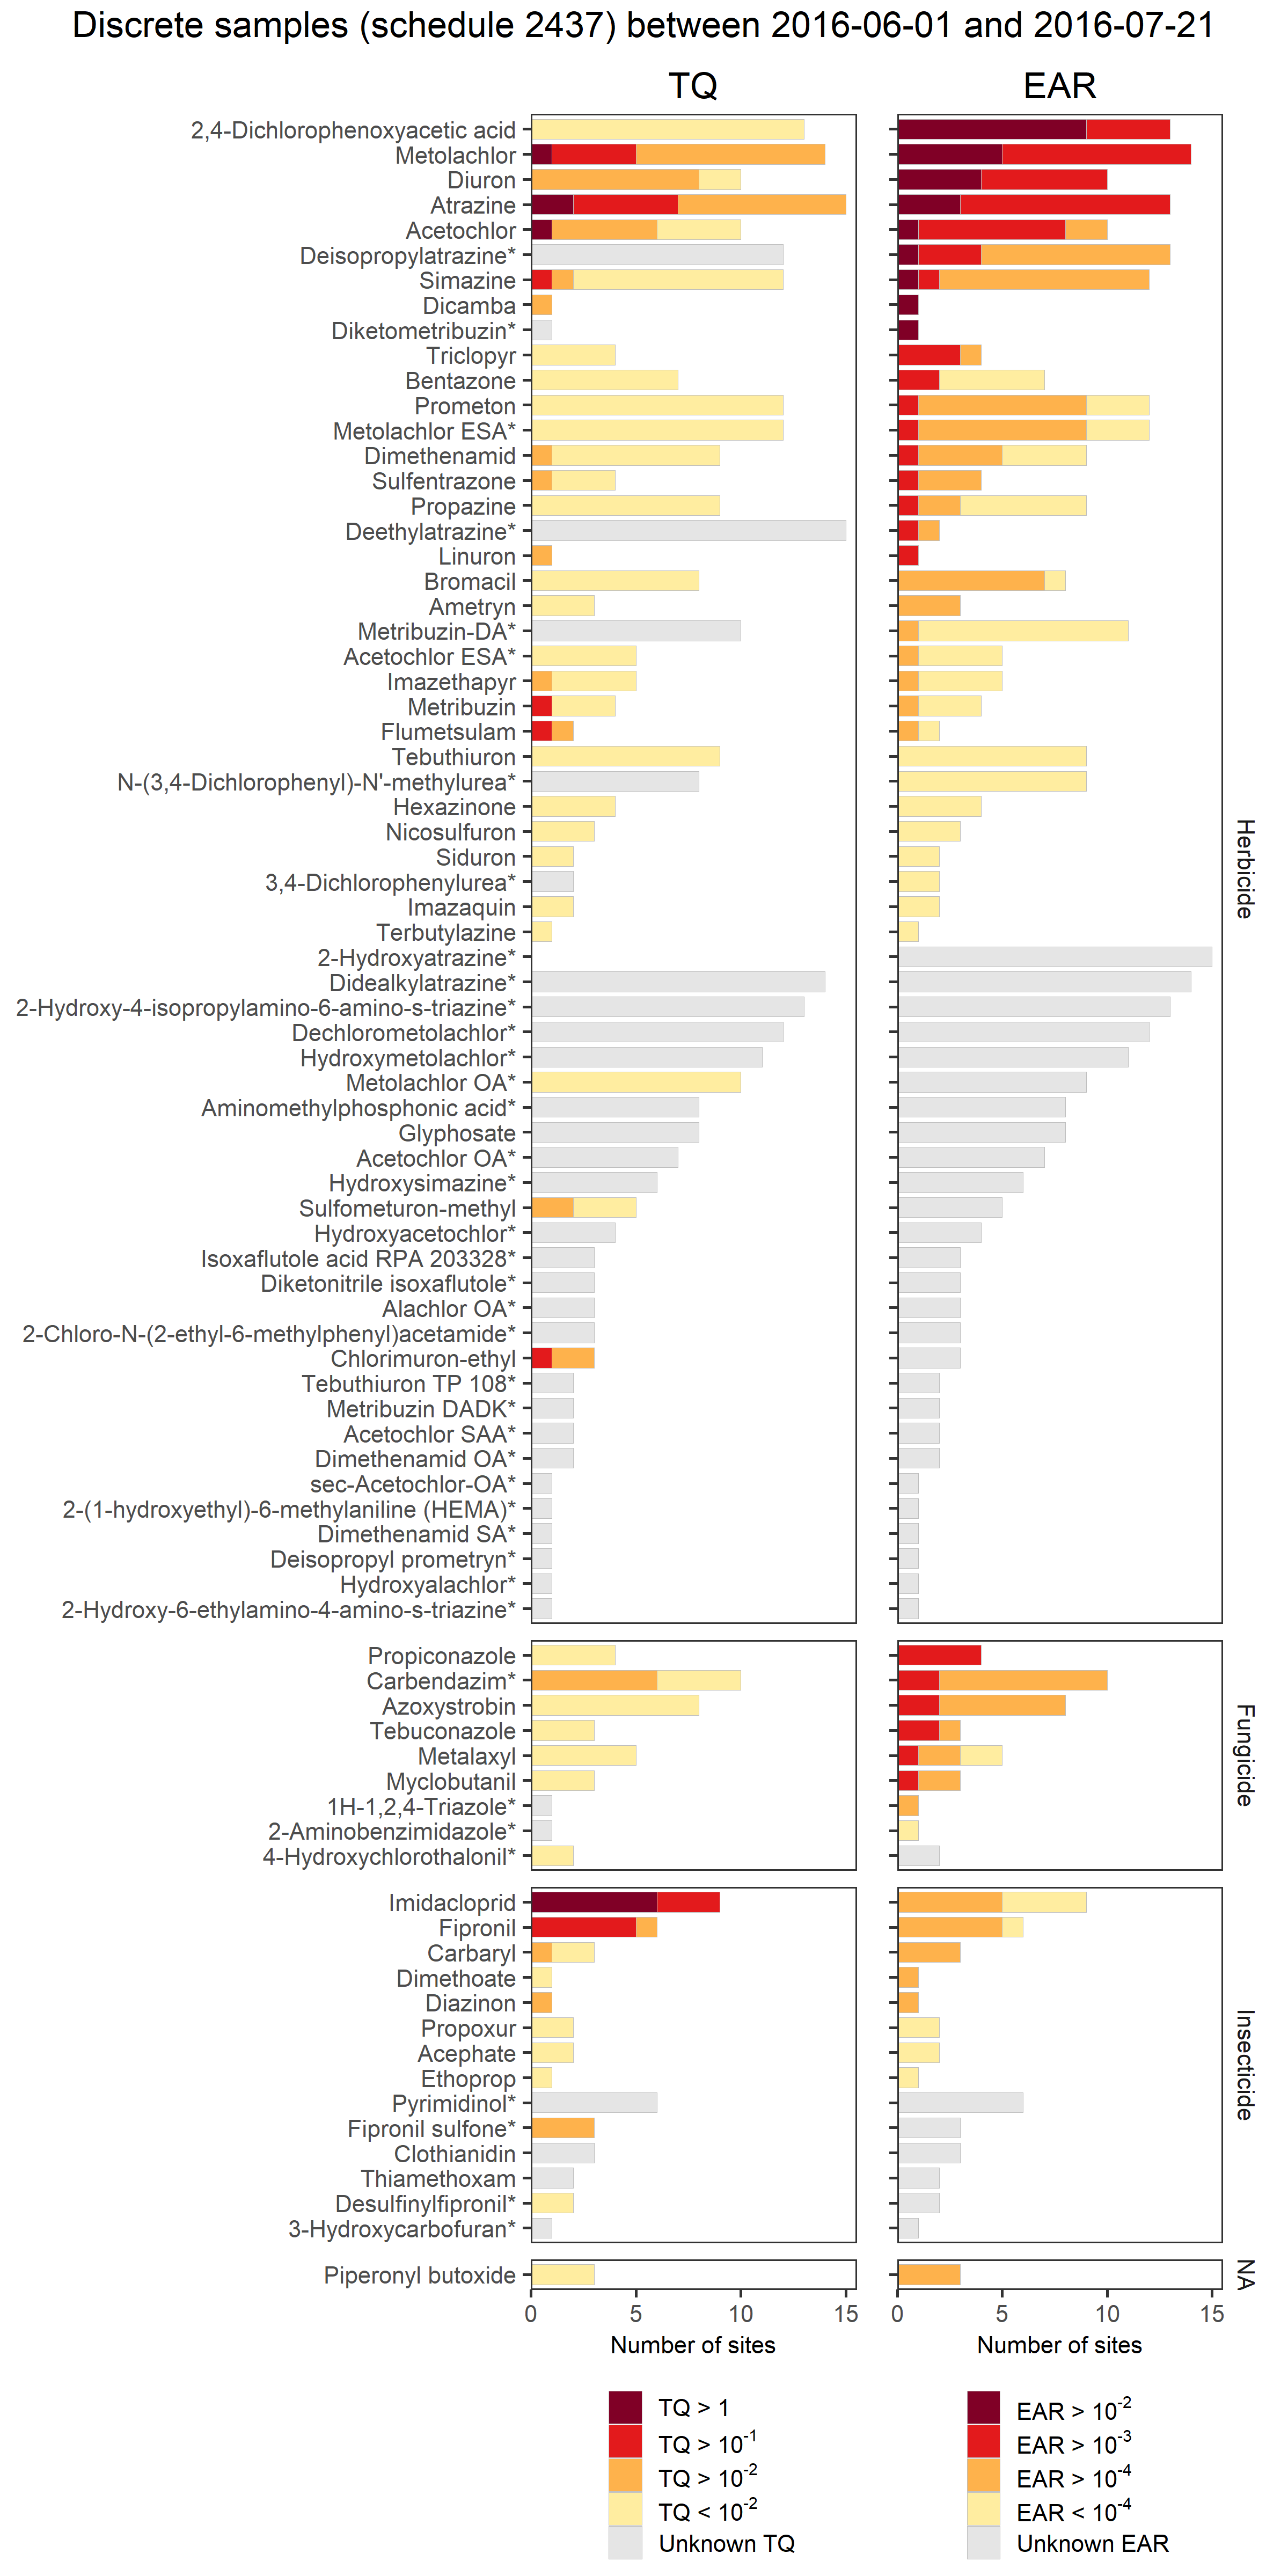 Discrete samples (schedule 2437) between 2016-06-01 and 2016-07-21
TQ
EAR
2,4-Dichlorophenoxyacetic acid
Metolachlor
Diuron
Atrazine
Acetochlor
Deisopropylatrazine*
Simazine
Dicamba
Diketometribuzin*
Triclopyr
Bentazone
Prometon
Metolachlor ESA*
Dimethenamid
Sulfentrazone
Propazine
Deethylatrazine*
Linuron
Bromacil
Ametryn
Metribuzin-DA*
Acetochlor ESA*
Imazethapyr
Metribuzin
Flumetsulam
Tebuthiuron
N-(3,4-Dichlorophenyl)-N'-methylurea*
Hexazinone
Nicosulfuron
Siduron
3,4-Dichlorophenylurea*
Imazaquin
Terbutylazine
2-Hydroxyatrazine*
Didealkylatrazine*
2-Hydroxy-4-isopropylamino-6-amino-s-triazine*
Dechlorometolachlor*
Hydroxymetolachlor*
Metolachlor OA*
Aminomethylphosphonic acid*
Glyphosate
Acetochlor OA*
Hydroxysimazine*
Sulfometuron-methyl
Hydroxyacetochlor*
Isoxaflutole acid RPA 203328*
Diketonitrile isoxaflutole*
Alachlor OA*
2-Chloro-N-(2-ethyl-6-methylphenyl)acetamide*
Chlorimuron-ethyl
Tebuthiuron TP 108*
Metribuzin DADK*
Acetochlor SAA*
Dimethenamid OA*
sec-Acetochlor-OA*
2-(1-hydroxyethyl)-6-methylaniline (HEMA)*
Dimethenamid SA*
Deisopropyl prometryn*
Hydroxyalachlor*
2-Hydroxy-6-ethylamino-4-amino-s-triazine*
Herbicide
Propiconazole
Carbendazim*
Azoxystrobin
Tebuconazole
Metalaxyl
Myclobutanil
1H-1,2,4-Triazole*
2-Aminobenzimidazole*
4-Hydroxychlorothalonil*
Fungicide
Imidacloprid
Fipronil
Carbaryl
Dimethoate
Diazinon
Propoxur
Acephate
Ethoprop
Pyrimidinol*
Fipronil sulfone*
Clothianidin
Thiamethoxam
Desulfinylfipronil*
3-Hydroxycarbofuran*
Insecticide
Piperonyl butoxide
NA
0 5 10 15
0 5 10 15
Number of sites
Number of sites
TQ > 1
TQ > 10⁻¹
TQ > 10⁻²
TQ < 10⁻²
Unknown TQ
EAR > 10⁻²
EAR > 10⁻³
EAR > 10⁻⁴
EAR < 10⁻⁴
Unknown EAR